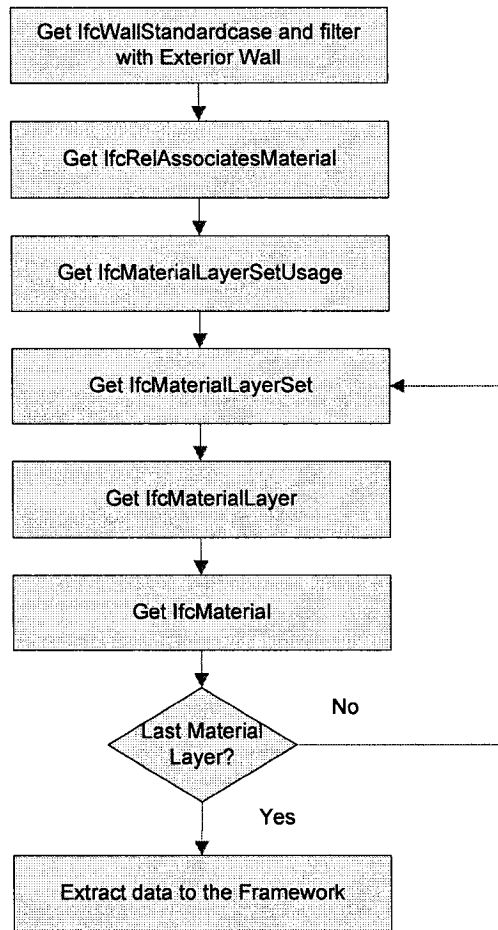 Get IfcWallStandardcase and filter
with Exterior Wall
Get IfcRelAssociatesMaterial
Get IfcMaterialLayerSetUsage
Get IfcMaterialLayerSet
Get IfcMaterialLayer
Get IfcMaterial
Last Material
Layer?
No
Yes
Extract data to the Framework